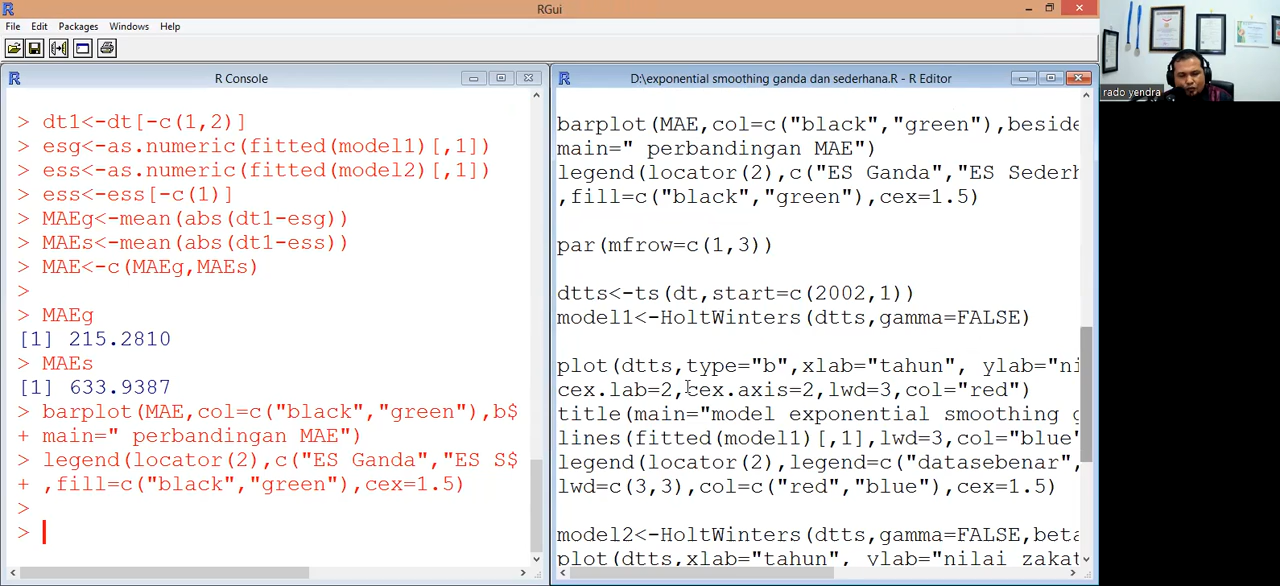 RGui
File Edit Packages Windows Help
R Console
> dt1<-dt[-c(1,2)]
> esg<-as.numeric(fitted(model1)[,1])
> ess<-as.numeric(fitted(model2)[,1])
> ess<-ess[-c(1)]
> MAEg<-mean(abs(dt1-esg))
> MAEs<-mean(abs(dt1-ess))
> MAE<-c(MAEg,MAEs)
>
> MAEg
[1] 215.2810
> MAEs
[1] 633.9387
> barplot(MAE,col=c("black","green"),b$
+ main=" perbandingan MAE")
> legend(locator(2),c("ES Ganda","ES S$
+ ,fill=c("black","green"),cex=1.5)
>
>
D:\exponential smoothing ganda dan sederhana.R - R Editor
barplot(MAE,col=c("black","green"),beside
main=" perbandingan MAE")
legend(locator(2),c("ES Ganda","ES Sederh
,fill=c("black","green"),cex=1.5)
par(mfrow=c(1,3))
dtts<-ts(dt,start=c(2002,1))
model1<-HoltWinters(dtts,gamma=FALSE)
plot(dtts,type="b",xlab="tahun", ylab="ni
cex.lab=2,cex.axis=2,lwd=3,col="red")
title(main="model exponential smoothing g
lines(fitted(model1)[,1],lwd=3,col="blue"
legend(locator(2),legend=c("datasebenar",
lwd=c(3,3),col=c("red","blue"),cex=1.5)
model2<-HoltWinters(dtts,gamma=FALSE,beta
plot(dtts,xlab="tahun", ylab="nilai zakat
rado yendra